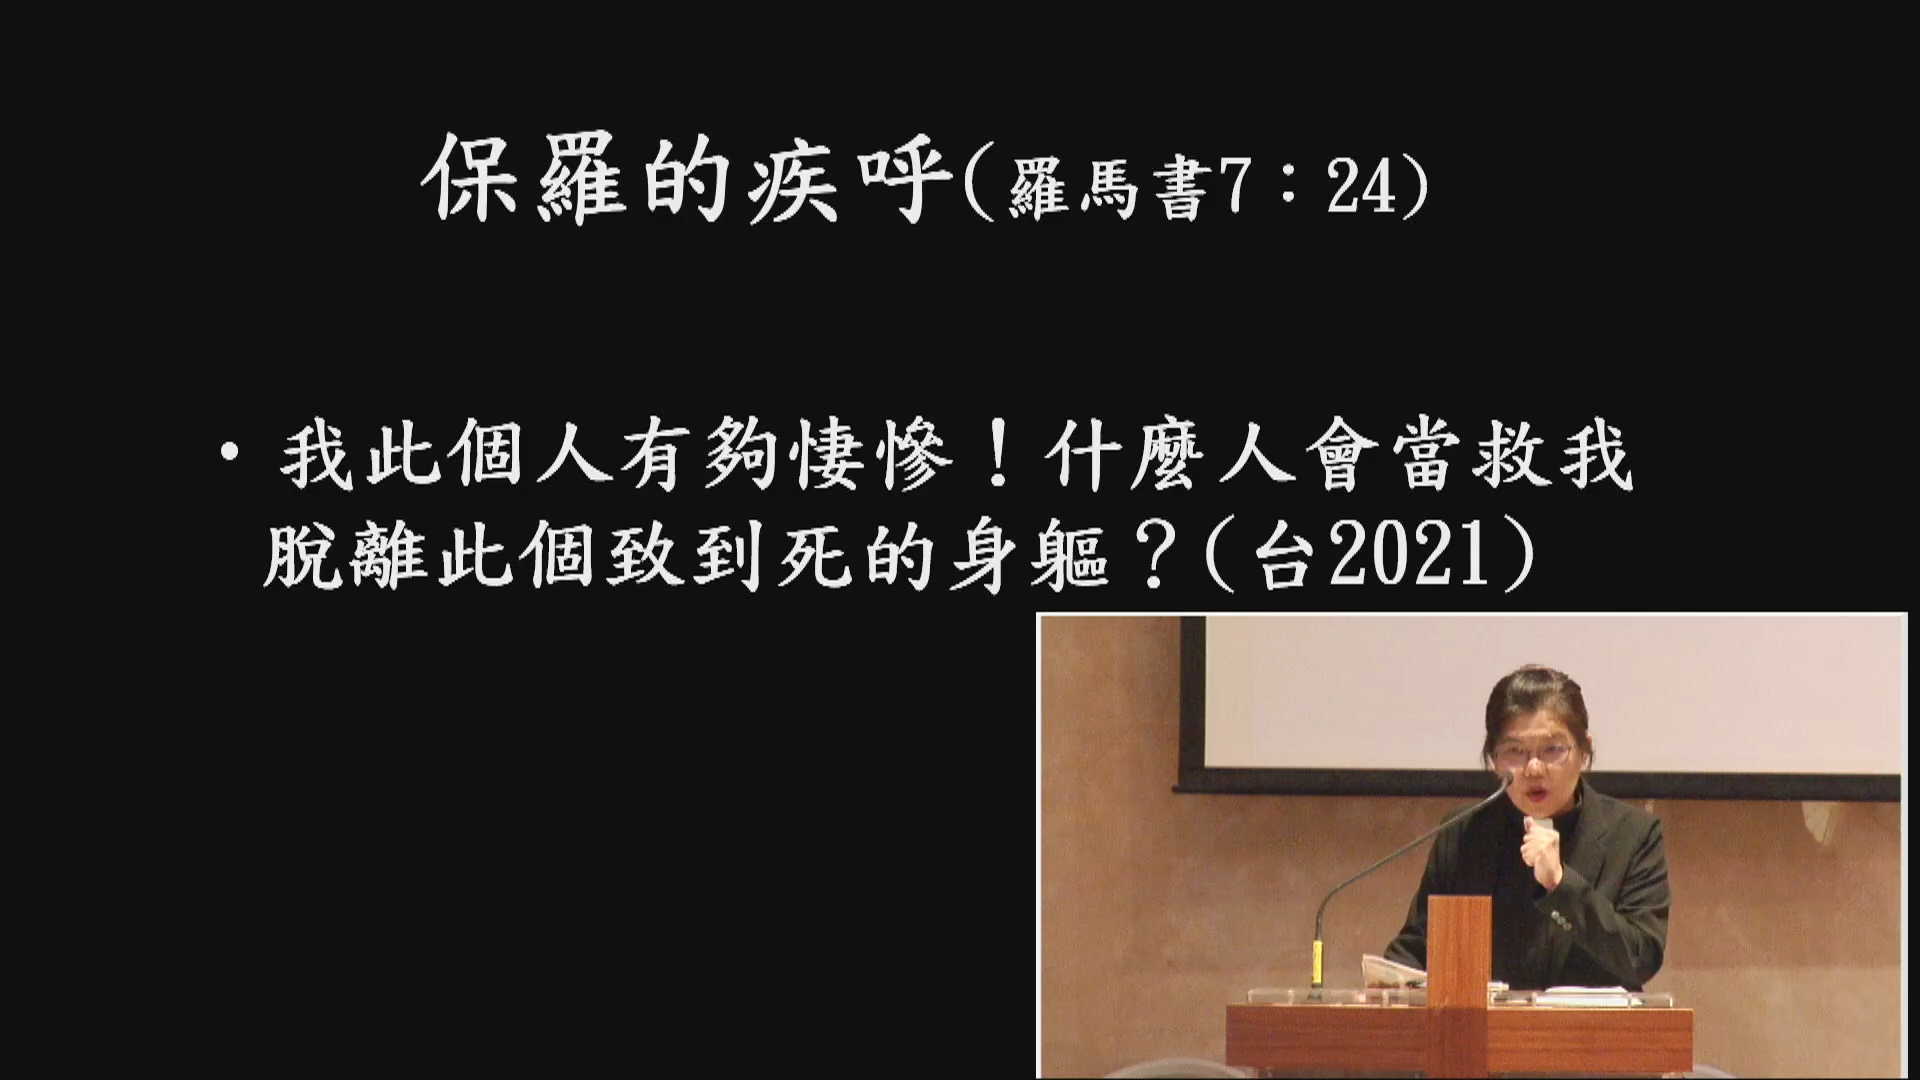 保羅的疾呼(羅馬書7：24)
• 我此個人有夠悽慘！什麼人會當救我
脫離此個致到死的身軀？(台2021)